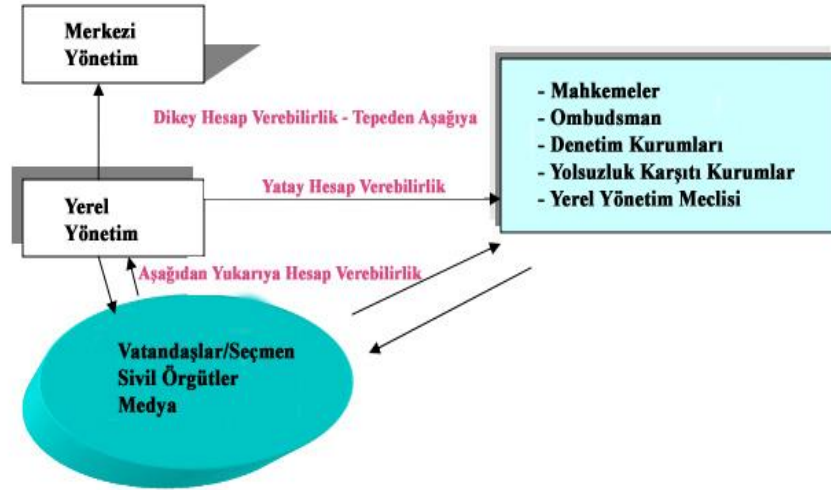 Merkezi
Yönetim
Dikey Hesap Verebilirlik - Tepeden Aşağıya
- Mahkemeler
- Ombudsman
- Denetim Kurumları
- Yolsuzluk Karşıtı Kurumlar
- Yerel Yönetim Meclisi
Yatay Hesap Verebilirlik
Yerel
Yönetim
Aşağıdan Yukarıya Hesap Verebilirlik
Vatandaşlar/Seçmen
Sivil Örgütler
Medya